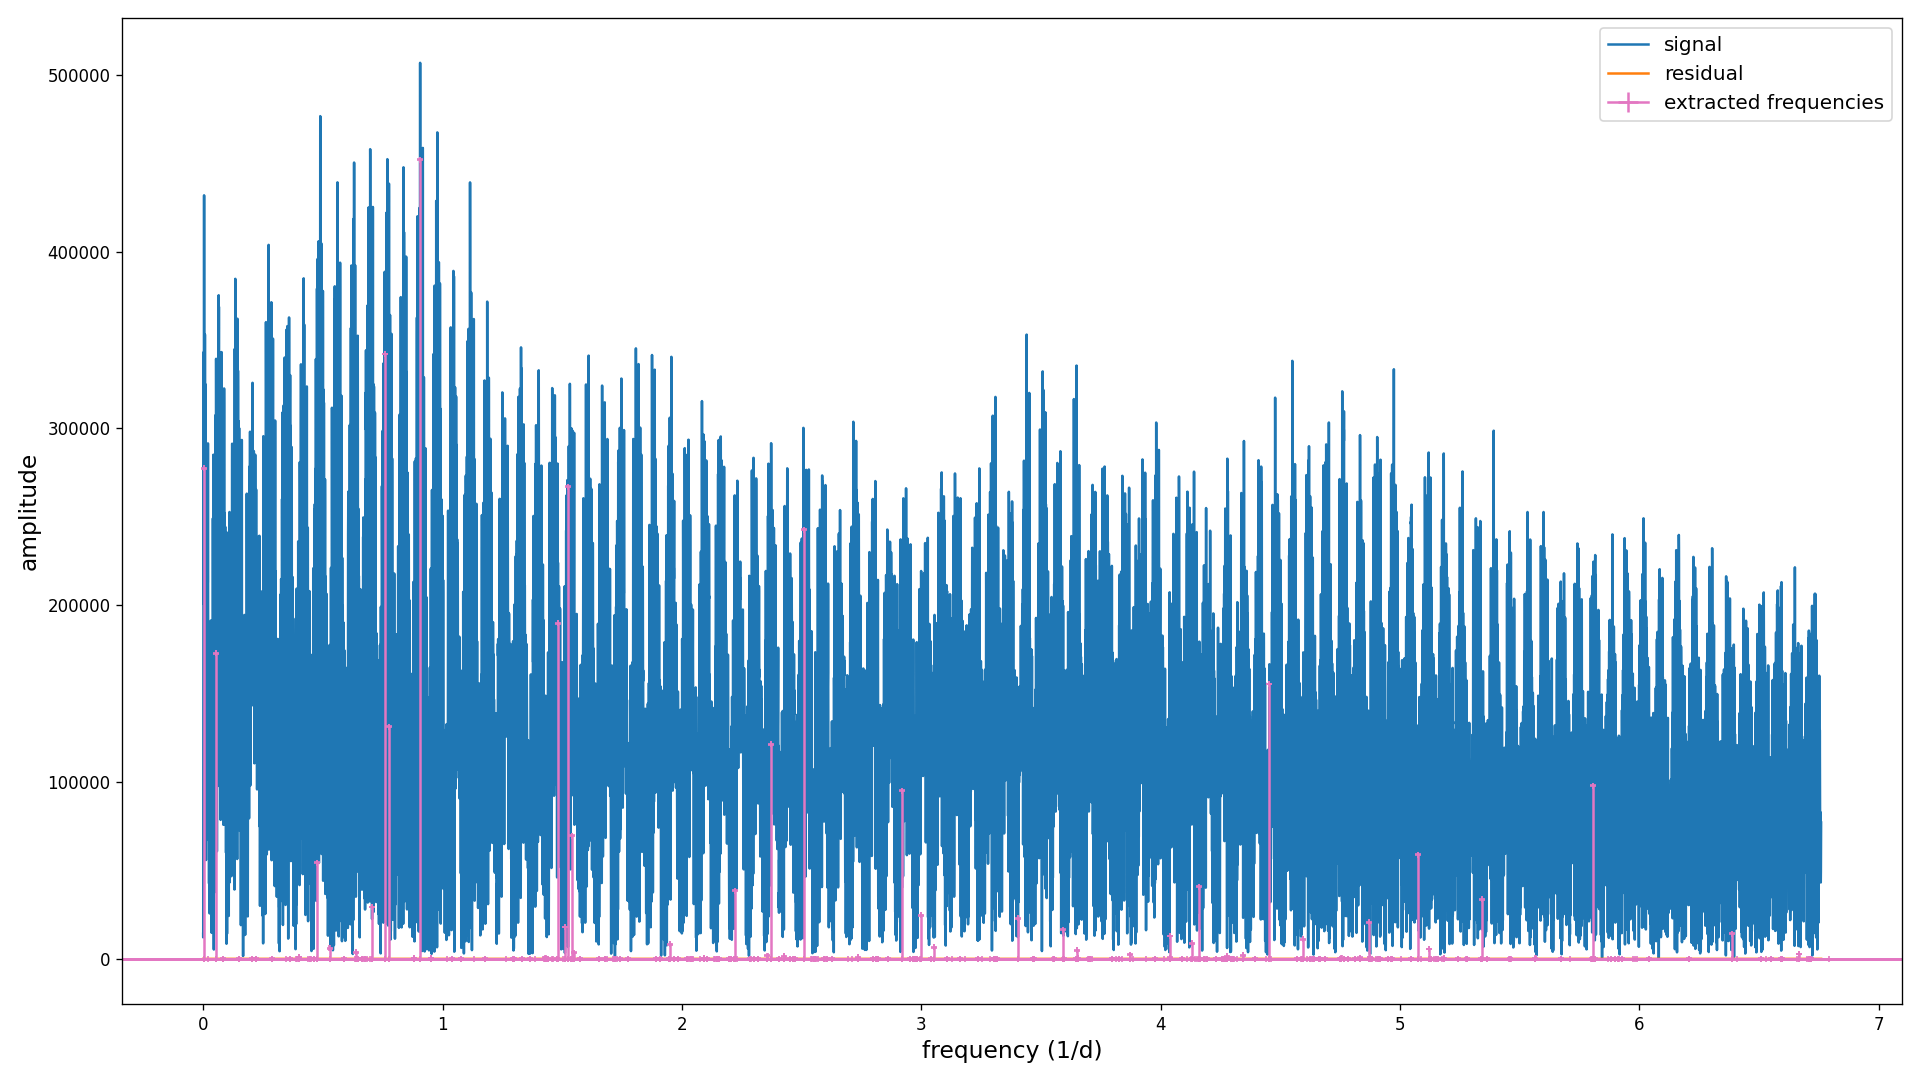 signal
residual
extracted frequencies
500000
400000
300000
200000
100000
0
amplitude
0 1 2 3 4 5 6 7
frequency (1/d)